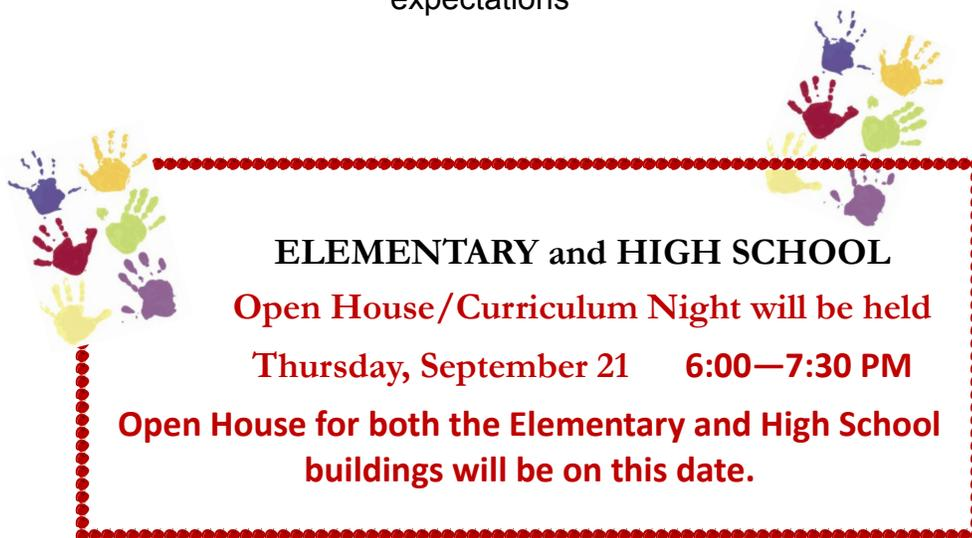 expectations
ELEMENTARY and HIGH SCHOOL
Open House/Curriculum Night will be held
Thursday, September 21 6:00—7:30 PM
Open House for both the Elementary and High School
buildings will be on this date.